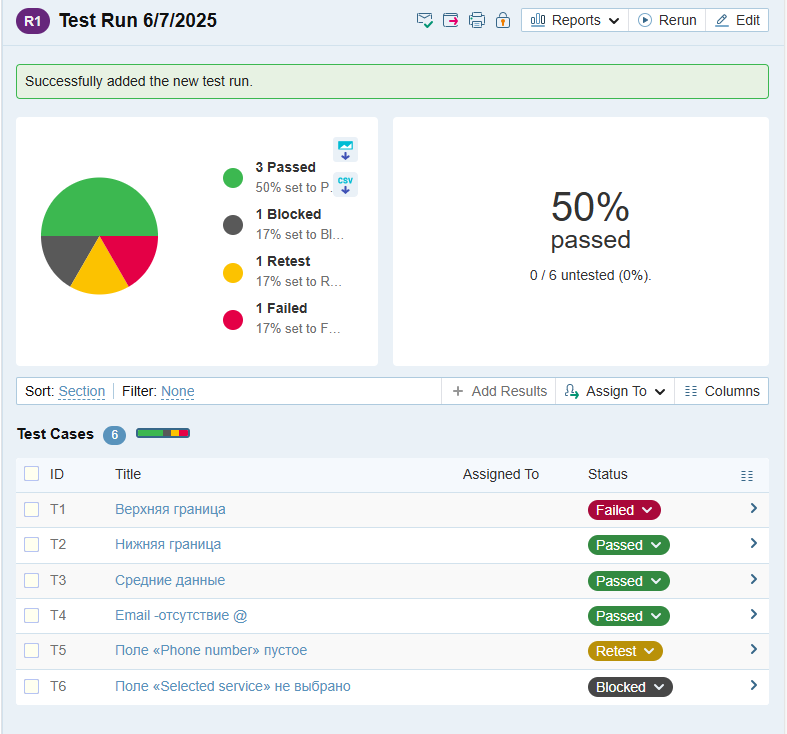 R1 Test Run 6/7/2025 Reports Rerun Edit
Successfully added the new test run.
3 Passed
50% set to P...
CSV
1 Blocked
17% set to Bl...
1 Retest
17% set to R...
1 Failed
17% set to F...
50%
passed
0 / 6 untested (0%).
Sort: Section Filter: None + Add Results Assign To Columns
Test Cases 6
ID Title Assigned To Status
T1 Верхняя граница Failed
T2 Нижняя граница Passed
T3 Средние данные Passed
T4 Email -отсутствие @ Passed
T5 Поле «Phone number» пустое Retest
T6 Поле «Selected service» не выбрано Blocked